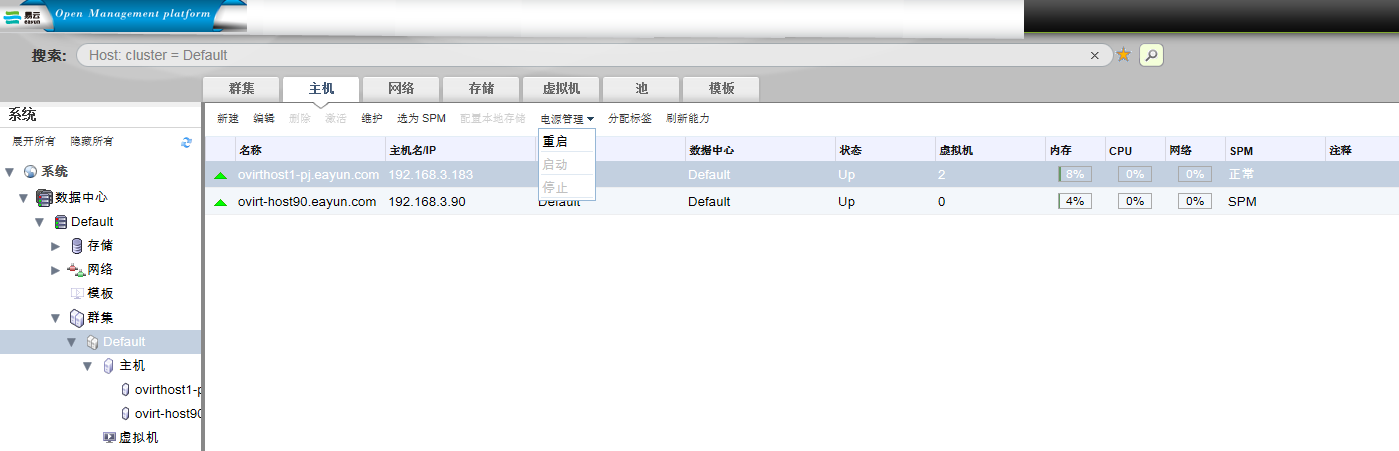 易云 Open Management platform
eayun
搜索: Host: cluster = Default
群集 主机 网络 存储 虚拟机 池 模板
系统
新建 编辑 删除 激活 维护 选为 SPM 配置本地存储 电源管理 分配标签 刷新能力
展开所有 隐藏所有
重启
启动
停止
名称 主机名/IP 数据中心 状态 虚拟机 内存 CPU 网络 SPM 注释
ovirthost1-pj.eayun.com 192.168.3.183 Default Up 2 8% 0% 0% 正常
ovirt-host90.eayun.com 192.168.3.90 Default Default Up 0 4% 0% 0% SPM
系统
数据中心
Default
存储
网络
模板
群集
Default
主机
ovirthost1-p
ovirt-host90
虚拟机